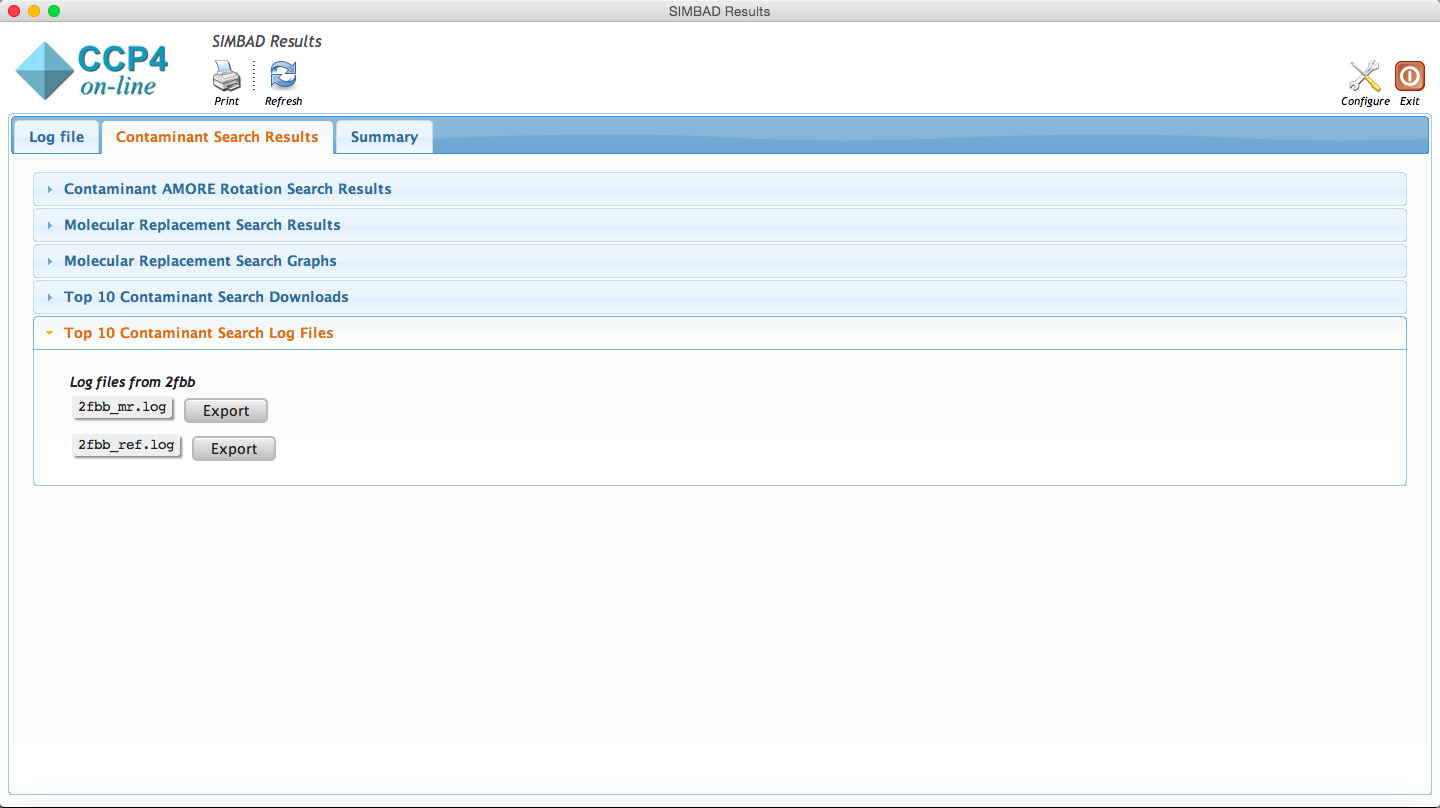 SIMBAD Results
SIMBAD Results
CCP4
on-line
Print
Refresh
Configure
Exit
Log file
Contaminant Search Results
Summary
Contaminant AMORE Rotation Search Results
Molecular Replacement Search Results
Molecular Replacement Search Graphs
Top 10 Contaminant Search Downloads
Top 10 Contaminant Search Log Files
Log files from 2fbb
2fbb_mr.log Export
2fbb_ref.log Export